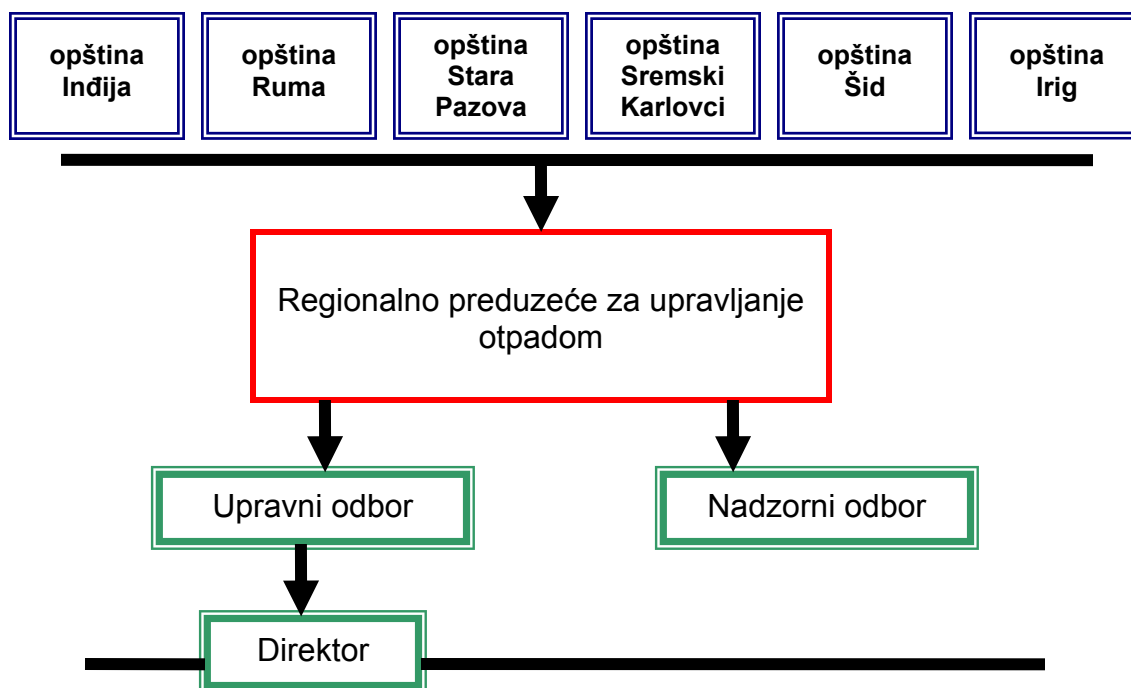 opština
Inđija
opština
Ruma
opština
Stara
Pazova
opština
Sremski
Karlovci
opština
Šid
opština
Irig
Regionalno preduzeće za upravljanje
otpadom
Upravni odbor
Nadzorni odbor
Direktor